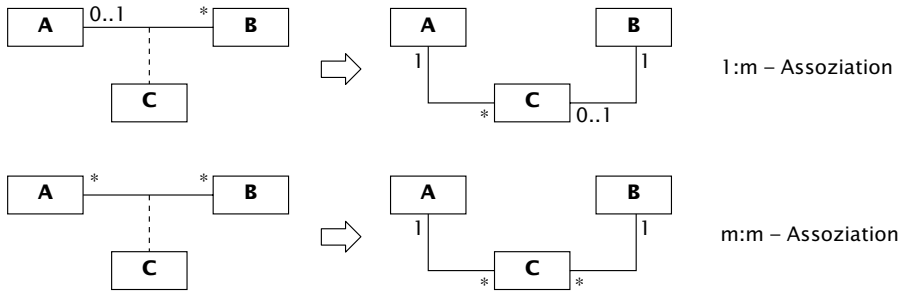 A 0..1 * B
C
A B
1 1
* C 0..1
1:m – Assoziation
A * * B
C
A B
1 1
* C *
m:m – Assoziation